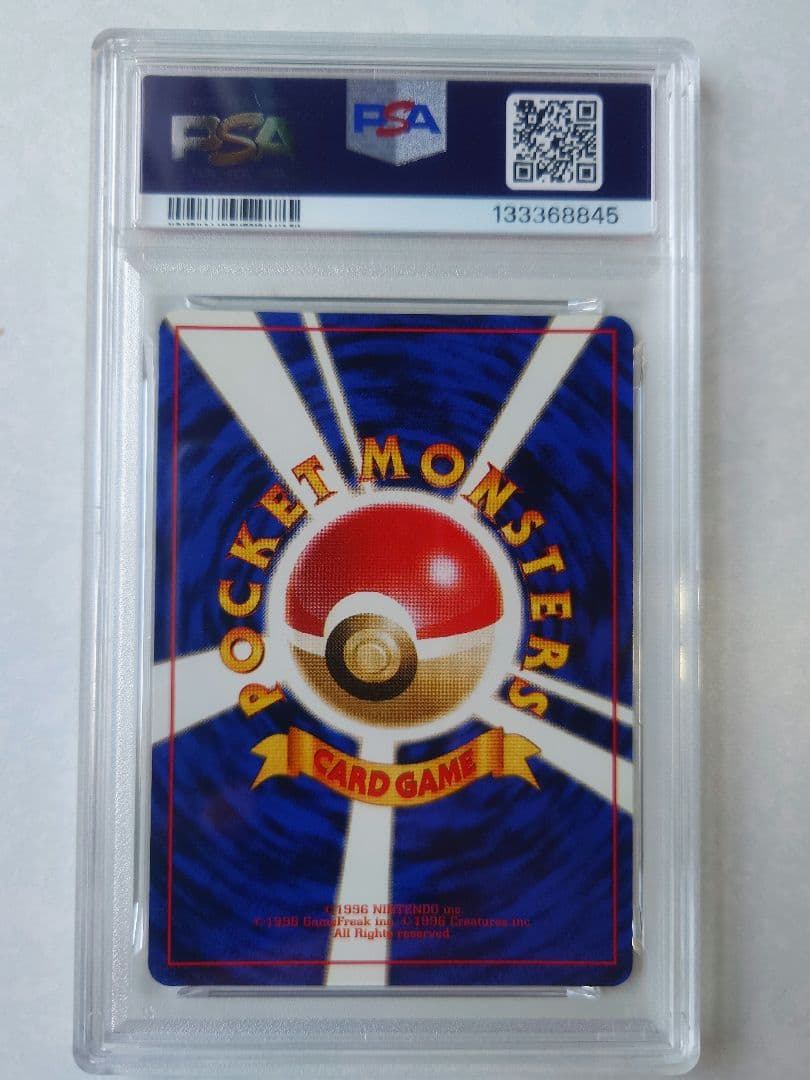 PSA
PSA
133368845
POCKET MONSTERS
CARD GAME
©1996 NINTENDO inc.
©1996 GameFreak inc. ©1996 Creatures inc.
All Rights reserved.